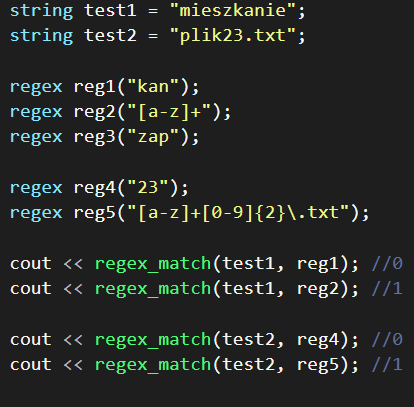 string test1 = "mieszkanie";
string test2 = "plik23.txt";
regex reg1("kan");
regex reg2("[a-z]+");
regex reg3("zap");
regex reg4("23");
regex reg5("[a-z]+[0-9]{2}\.txt");
cout << regex_match(test1, reg1); //0
cout << regex_match(test1, reg2); //1
cout << regex_match(test2, reg4); //0
cout << regex_match(test2, reg5); //1